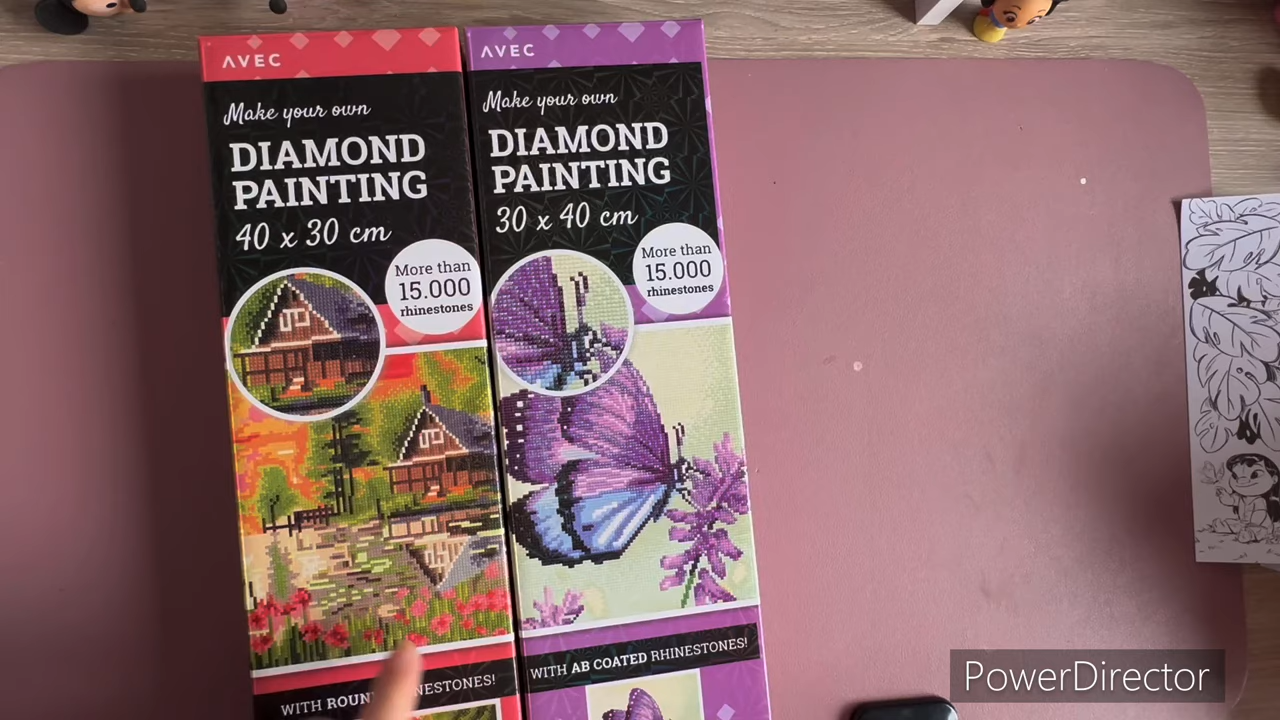 AVEC
Make your own
DIAMOND
PAINTING
40 x 30 cm
More than
15.000
rhinestones
WITH ROUN NESTONES!
AVEC
Make your own
DIAMOND
PAINTING
30 x 40 cm
More than
15.000
rhinestones
WITH AB COATED RHINESTONES!
PowerDirector